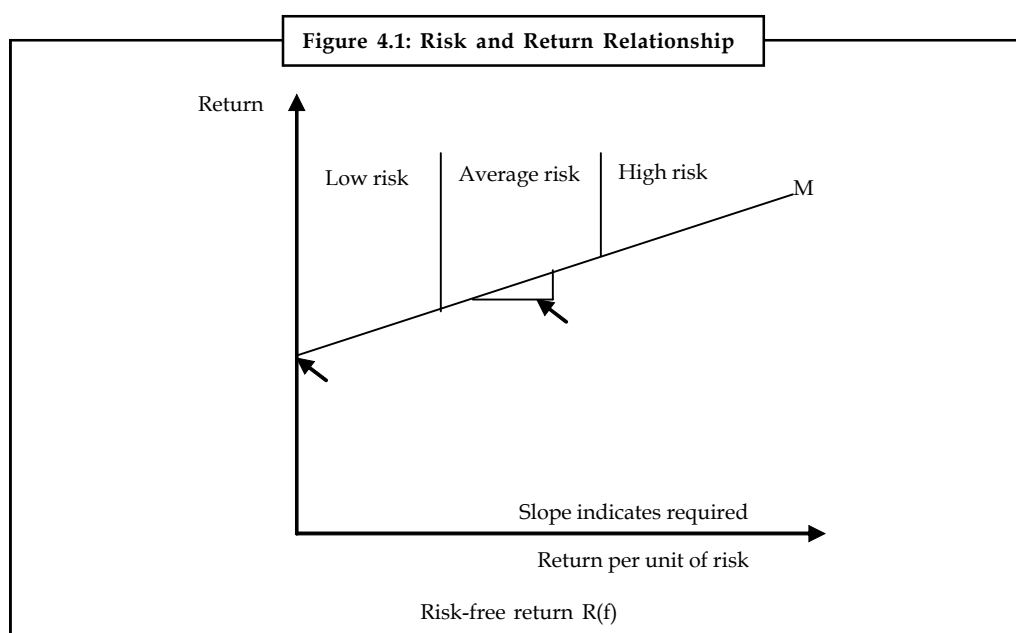 Figure 4.1: Risk and Return Relationship
Return
Low risk
Average risk
High risk
M
Slope indicates required
Return per unit of risk
Risk-free return R(f)